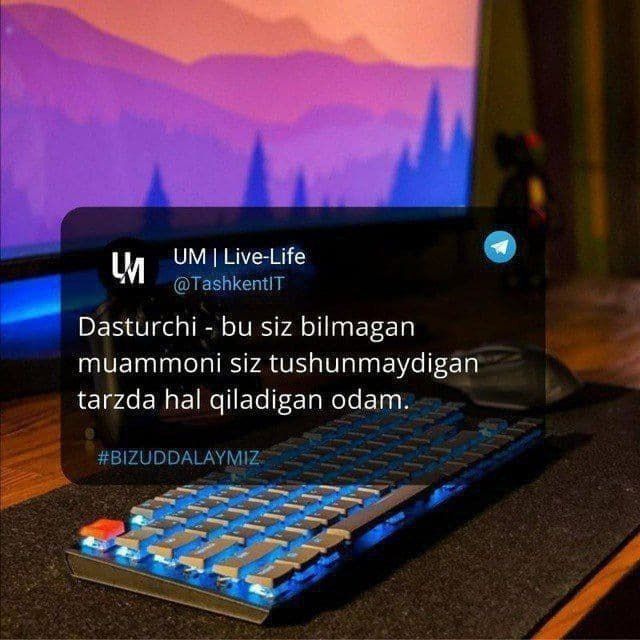 UM
UM | Live-Life
@TashkentIT
Dasturchi - bu siz bilmagan
muammoni siz tushunmaydigan
tarzda hal qiladigan odam.
#BIZUDDALAYMIZ